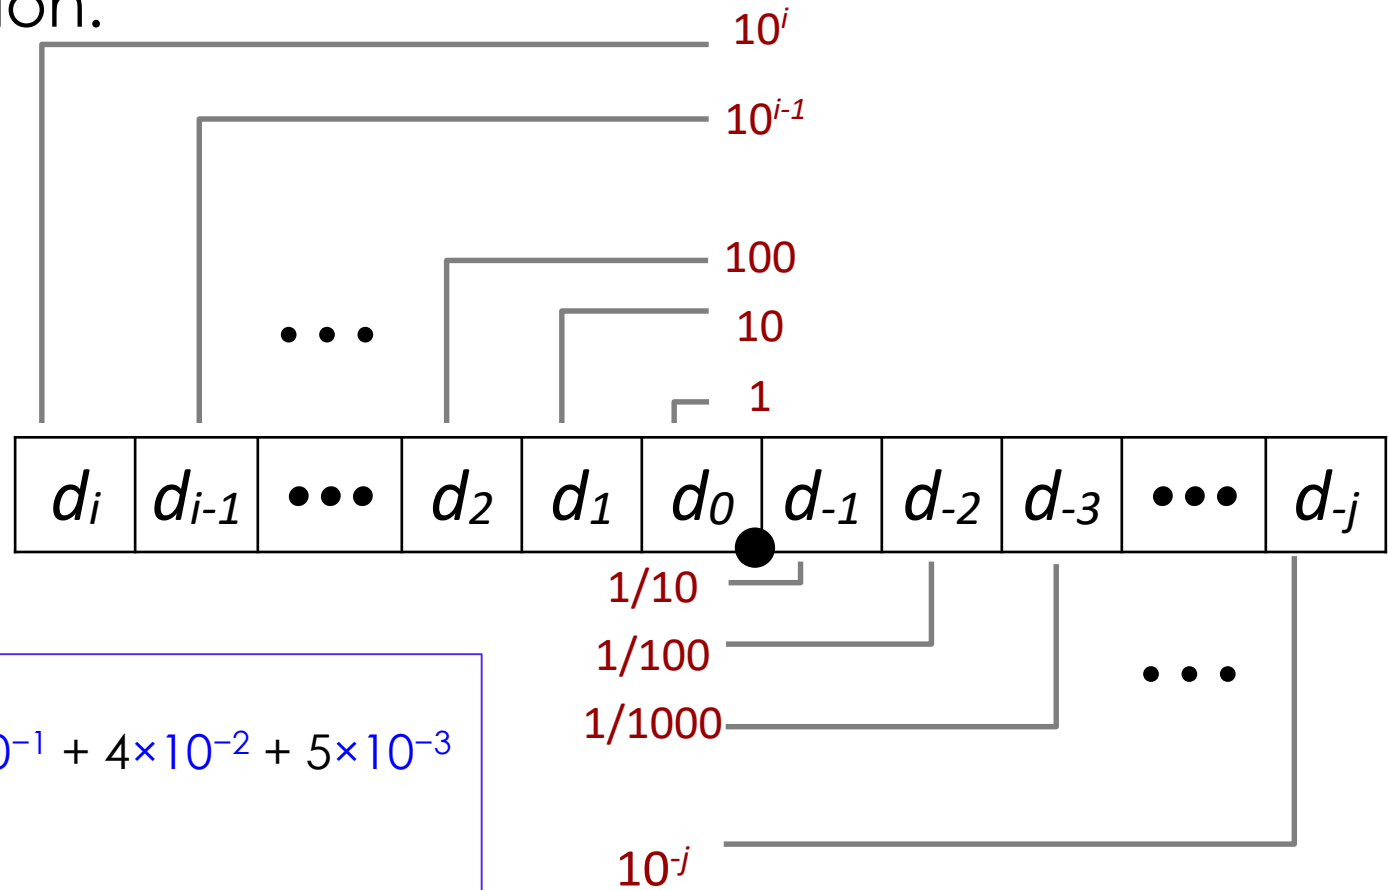 10^i
10^{i-1}
100
10
1
d_i d_{i-1} ••• d_2 d_1 d_0 d_{-1} d_{-2} d_{-3} ••• d_{-j}
1/10
1/100
1/1000
⁻¹ + 4×10⁻² + 5×10⁻³
10^{-j}